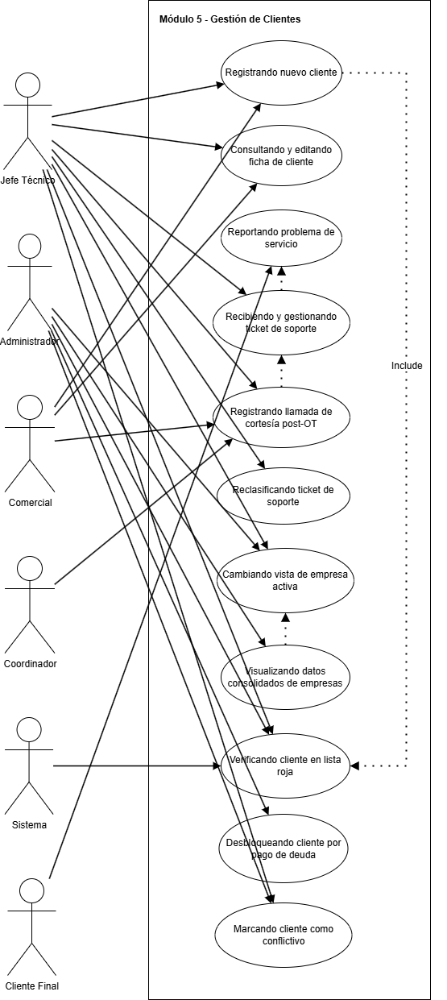 Módulo 5 - Gestión de Clientes
Registrando nuevo cliente
Consultando y editando
ficha de cliente
Jefe Técnico
Reportando problema de
servicio
Recibiendo y gestionando
ticket de soporte
Administrador
Include
Registrando llamada de
cortesía post-OT
Comercial
Reclasificando ticket de
soporte
Cambiando vista de empresa
activa
Coordinador
Visualizando datos
consolidados de empresas
Verificando cliente en lista
roja
Sistema
Desbloqueando cliente por
pago de deuda
Marcando cliente como
conflictivo
Cliente Final